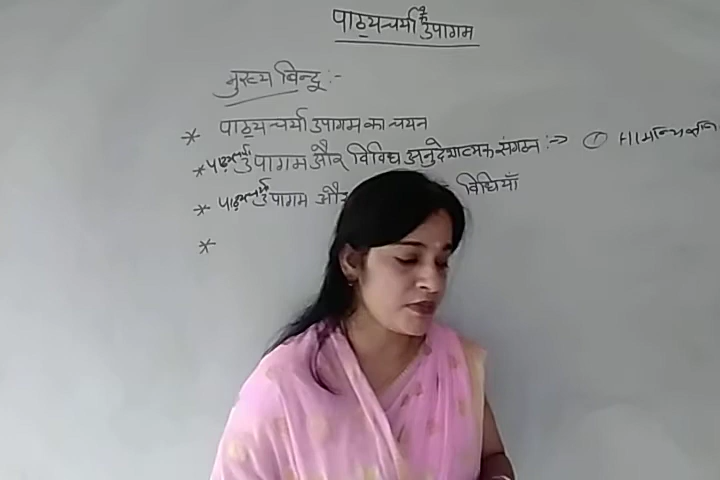 पाठ्यचर्या के उपागम
मुख्य बिन्दू :-
* पाठ्यचर्या उपागम का चयन
* पाठ्यचर्या उपागम और विविध अनुदेशात्मक संगठन :→ ①
* पाठ्यचर्या उपागम और विधियाँ
*